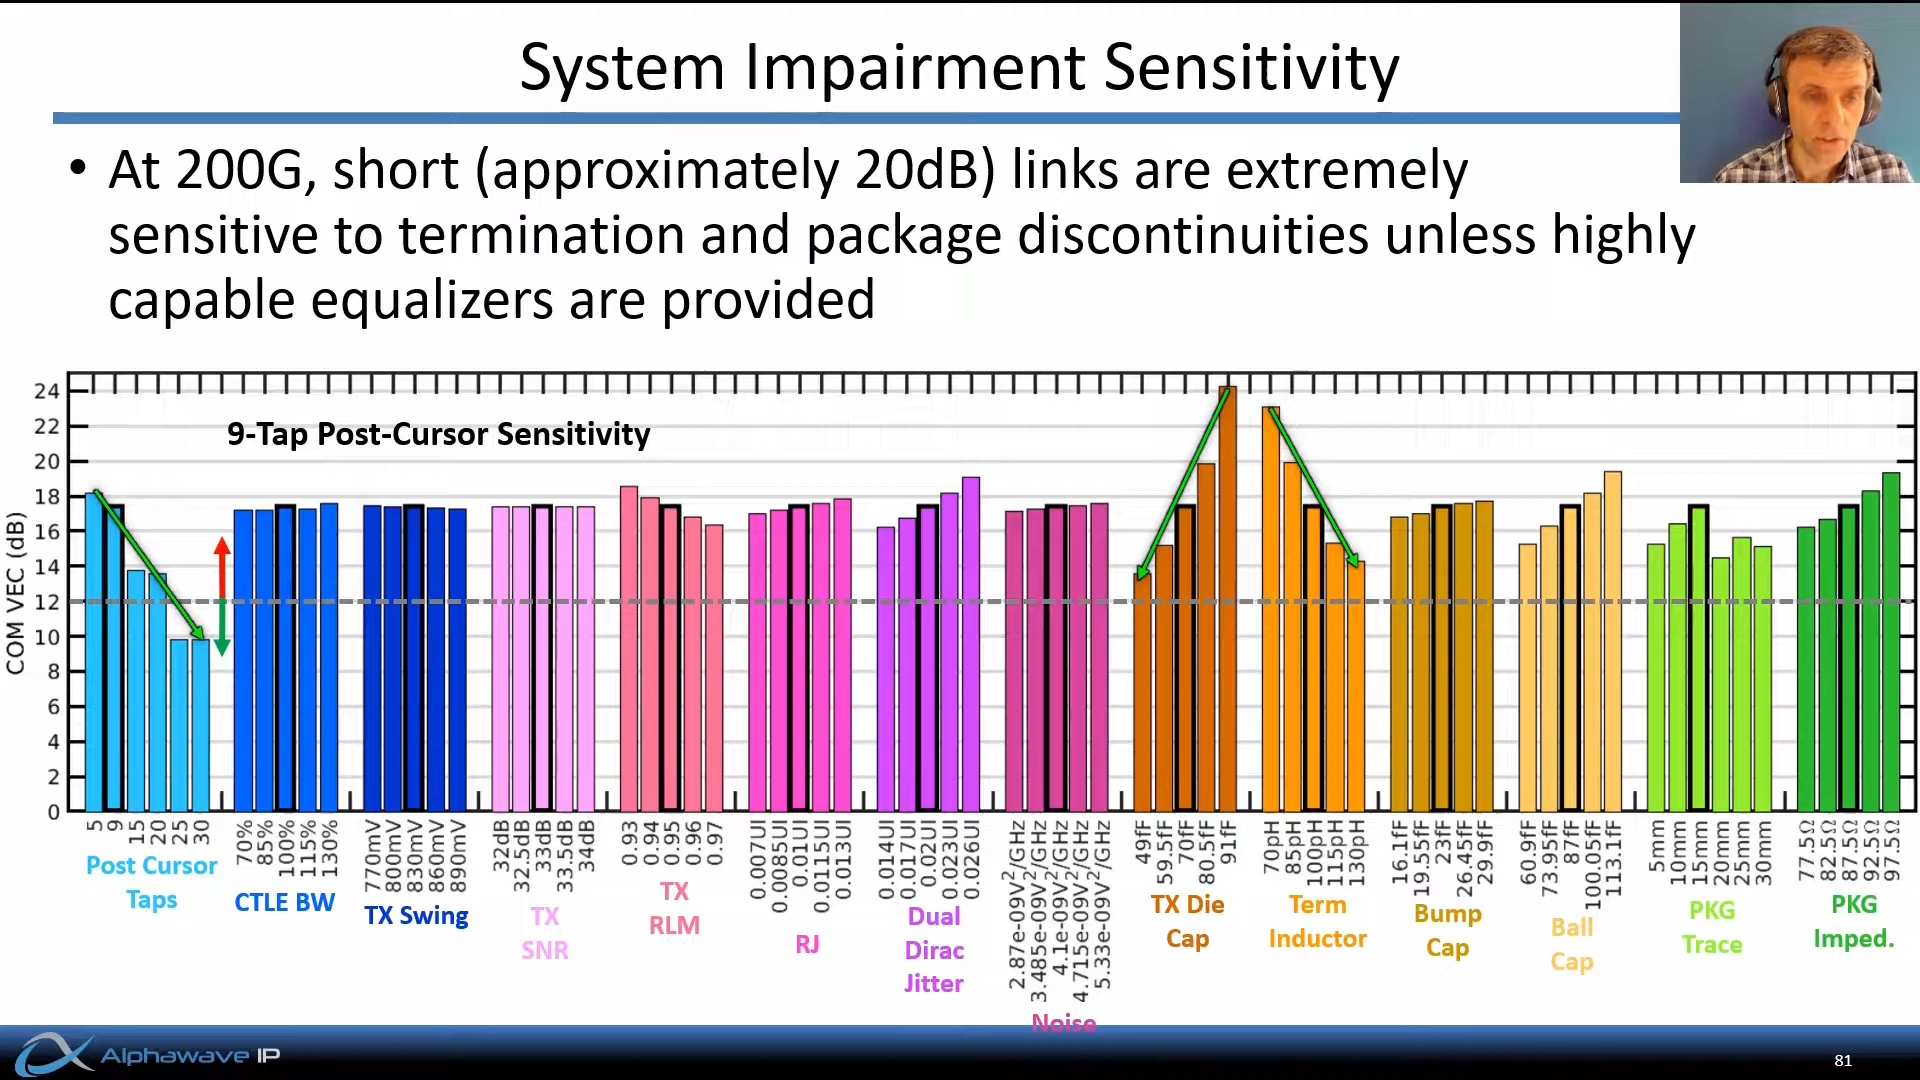 System Impairment Sensitivity
• At 200G, short (approximately 20dB) links are extremely
sensitive to termination and package discontinuities unless highly
capable equalizers are provided
9-Tap Post-Cursor Sensitivity
COM VEC (dB)
24
22
20
18
16
14
12
10
8
6
4
2
0
5 9 15 20 25 30
Post Cursor
Taps
70% 85% 100% 115% 130%
CTLE BW
770mV 800mV 830mV 860mV 890mV
TX Swing
32dB 32.5dB 33dB 33.5dB 34dB
TX
SNR
0.93 0.94 0.95 0.96 0.97
TX
RLM
0.007UI 0.0085UI 0.01UI 0.0115UI 0.013UI
RJ
0.014UI 0.017UI 0.02UI 0.023UI 0.026UI
Dual
Dirac
Jitter
2.87e-09V²/GHz 3.485e-09V²/GHz 4.1e-09V²/GHz 4.715e-09V²/GHz 5.33e-09V²/GHz
Noise
49fF 59.5fF 70fF 80.5fF 91fF
TX Die
Cap
70pH 85pH 100pH 115pH 130pH
Term
Inductor
16.1fF 19.55fF 23fF 26.45fF 29.9fF
Bump
Cap
60.9fF 73.95fF 87fF 100.05fF 113.1fF
Ball
Cap
5mm 10mm 15mm 20mm 25mm 30mm
PKG
Trace
77.5Ω 82.5Ω 87.5Ω 92.5Ω 97.5Ω
PKG
Imped.
Alphawave IP
81